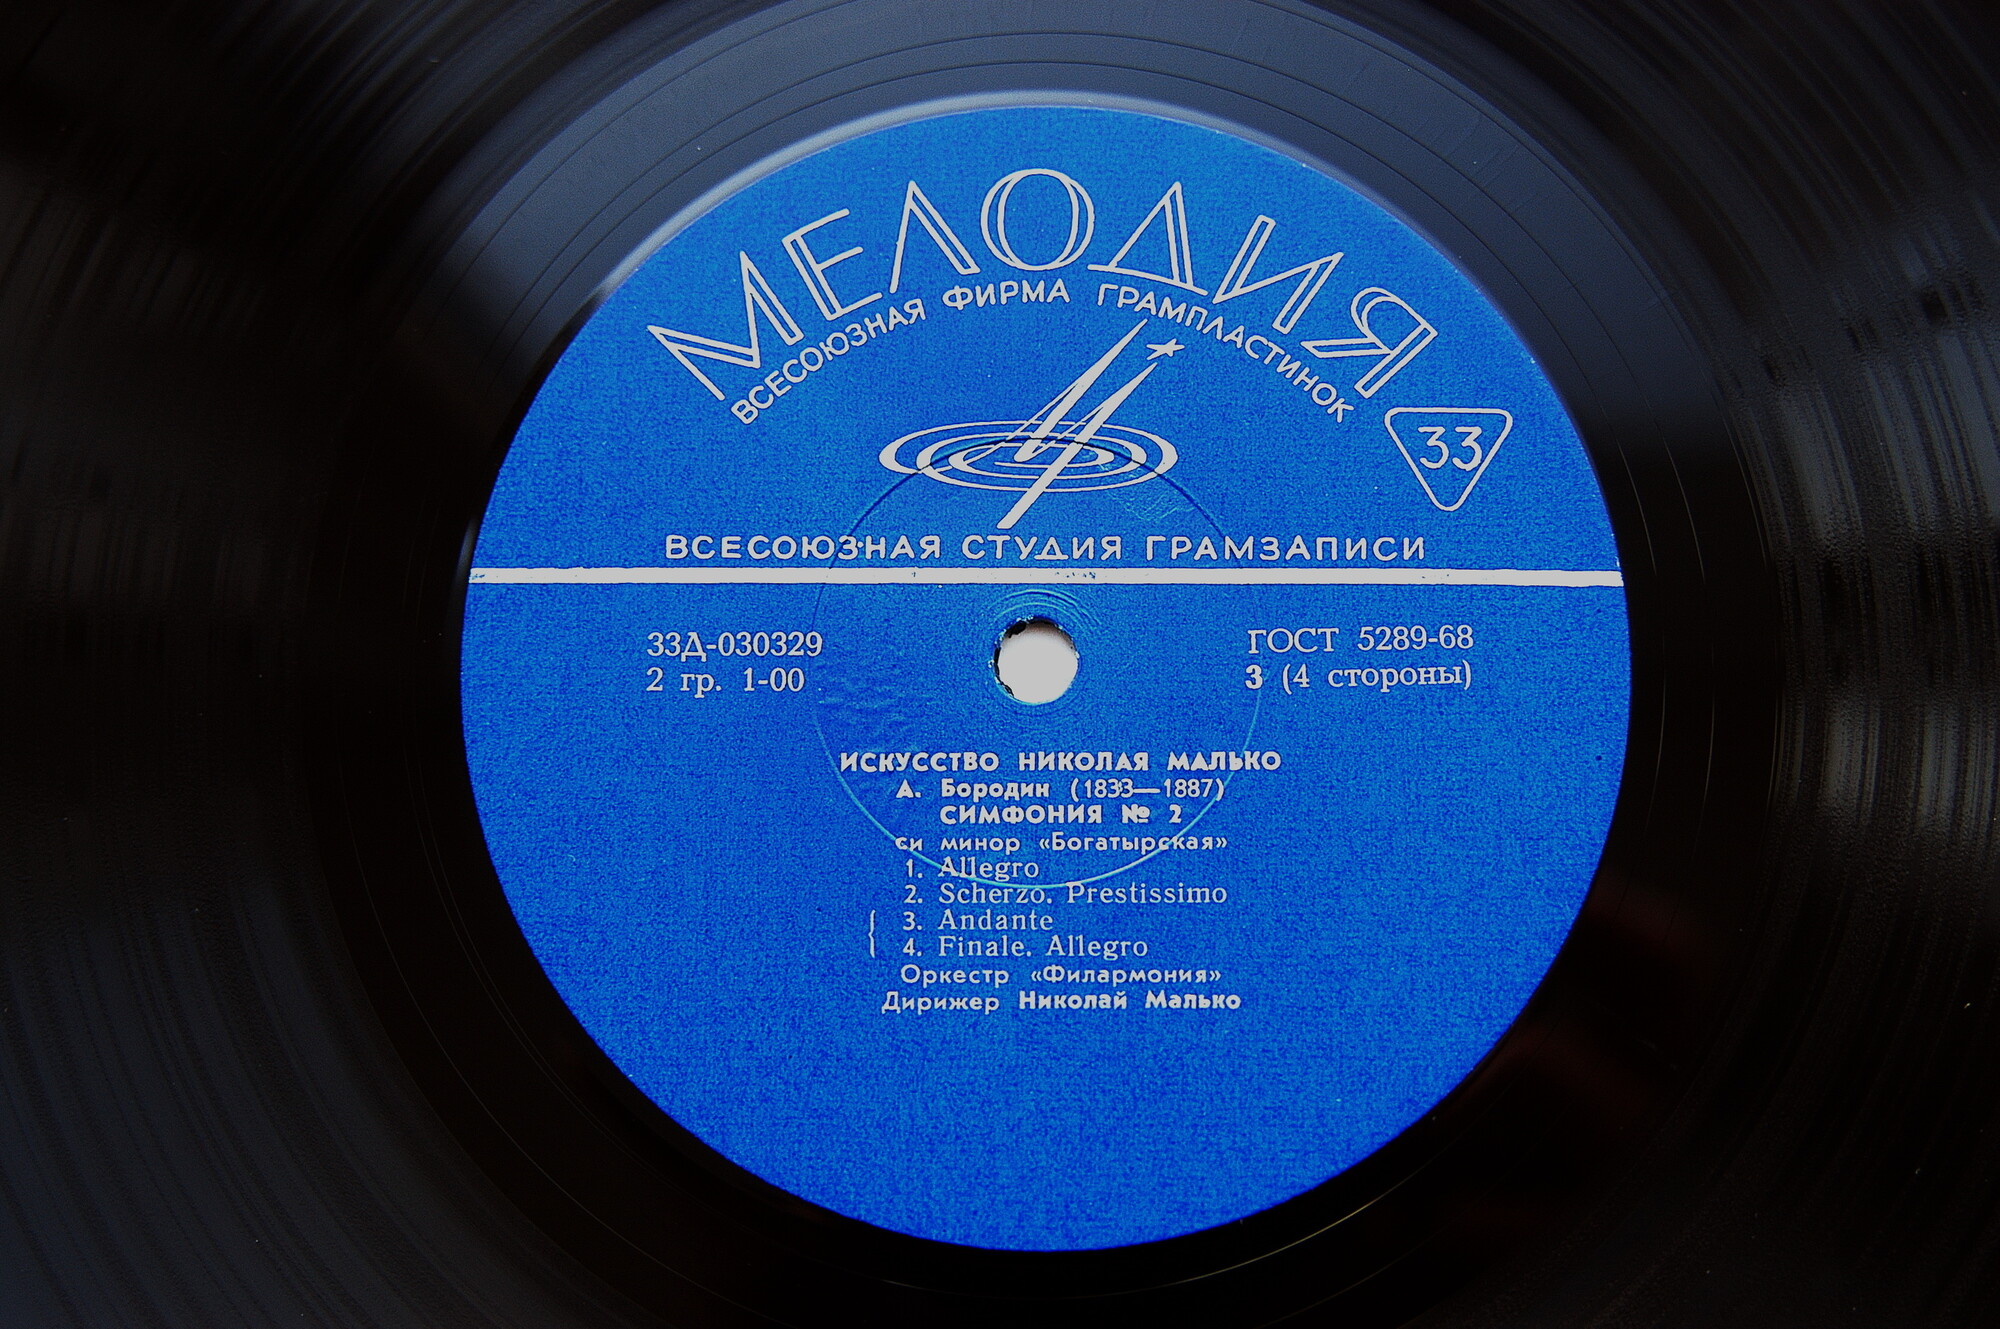 МЕЛОДИЯ
ВСЕСОЮЗНАЯ ФИРМА ГРАМПЛАСТИНОК
33
ВСЕСОЮЗНАЯ СТУДИЯ ГРАМЗАПИСИ
33Д-030329
2 гр. 1-00
ГОСТ 5289-68
3 (4 стороны)
ИСКУССТВО НИКОЛАЯ МАЛЬКО
А. Бородин (1833—1887)
СИМФОНИЯ № 2
си минор «Богатырская»
1. Allegro
2. Scherzo. Prestissimo
3. Andante
4. Finale. Allegro
Оркестр «Филармония»
Дирижер Николай Малько